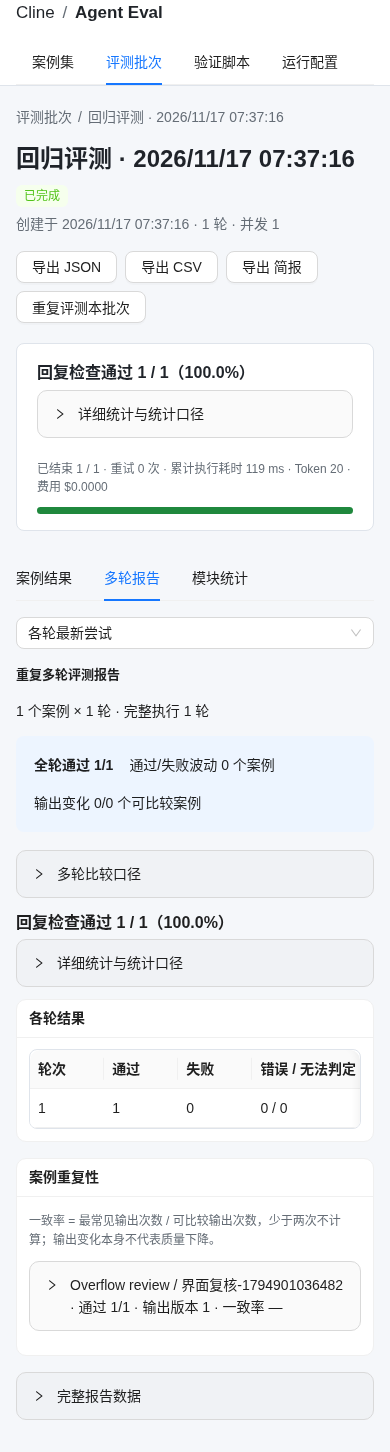 Cline / Agent Eval
案例集 评测批次 验证脚本 运行配置
评测批次 / 回归评测 · 2026/11/17 07:37:16
回归评测 · 2026/11/17 07:37:16
已完成
创建于 2026/11/17 07:37:16 · 1 轮 · 并发 1
导出 JSON 导出 CSV 导出 简报
重复评测本批次
回复检查通过 1 / 1（100.0%）
详细统计与统计口径
已结束 1 / 1 · 重试 0 次 · 累计执行耗时 119 ms · Token 20 ·
费用 $0.0000
案例结果 多轮报告 模块统计
各轮最新尝试
重复多轮评测报告
1 个案例 × 1 轮 · 完整执行 1 轮
全轮通过 1/1 通过/失败波动 0 个案例
输出变化 0/0 个可比较案例
多轮比较口径
回复检查通过 1 / 1（100.0%）
详细统计与统计口径
各轮结果
轮次 通过 失败 错误 / 无法判定
1 1 0 0 / 0
案例重复性
一致率 = 最常见输出次数 / 可比较输出次数，少于两次不计
算；输出变化本身不代表质量下降。
Overflow review / 界面复核-1794901036482
· 通过 1/1 · 输出版本 1 · 一致率 —
完整报告数据